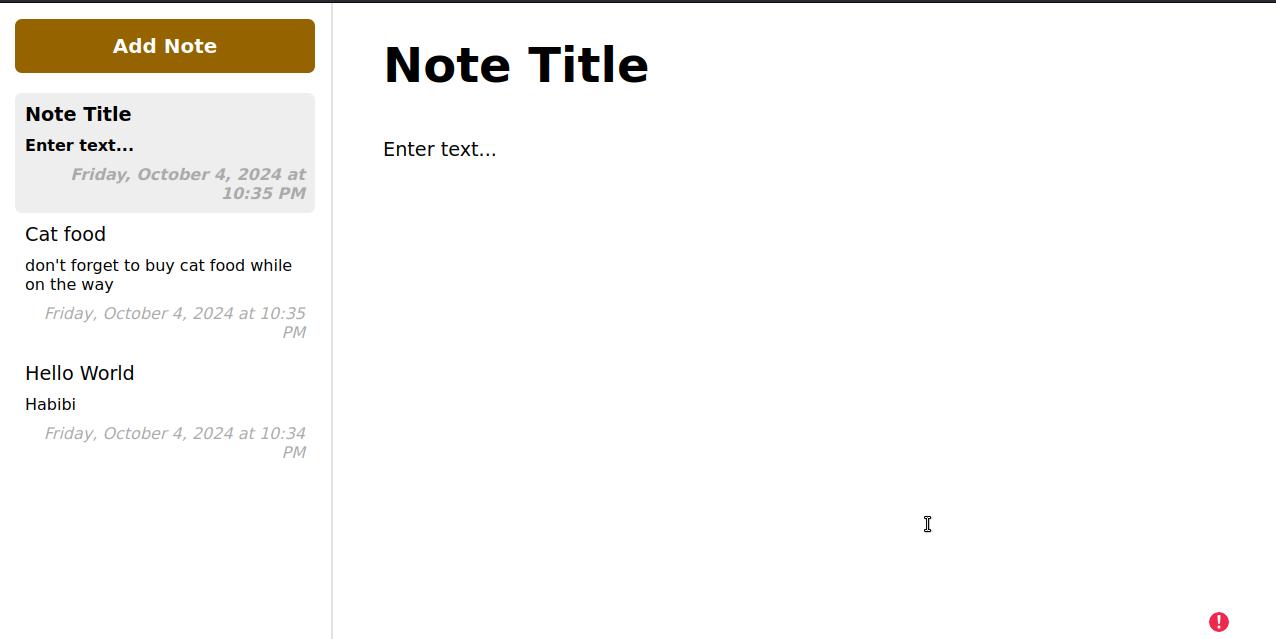 Add Note
Note Title
Enter text...
Friday, October 4, 2024 at
10:35 PM
Cat food
don't forget to buy cat food while
on the way
Friday, October 4, 2024 at 10:35
PM
Hello World
Habibi
Friday, October 4, 2024 at 10:34
PM
Note Title
Enter text...